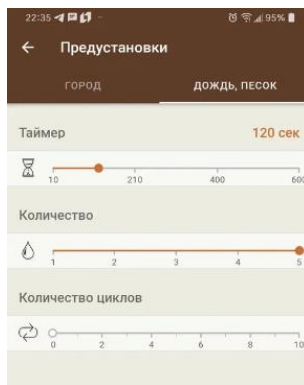 22:35 95%
Предустановки
ГОРОД ДОЖДЬ, ПЕСОК
Таймер 120 сек
10 210 400 600
Количество
1 2 3 4 5
Количество циклов
0 2 4 6 8 10